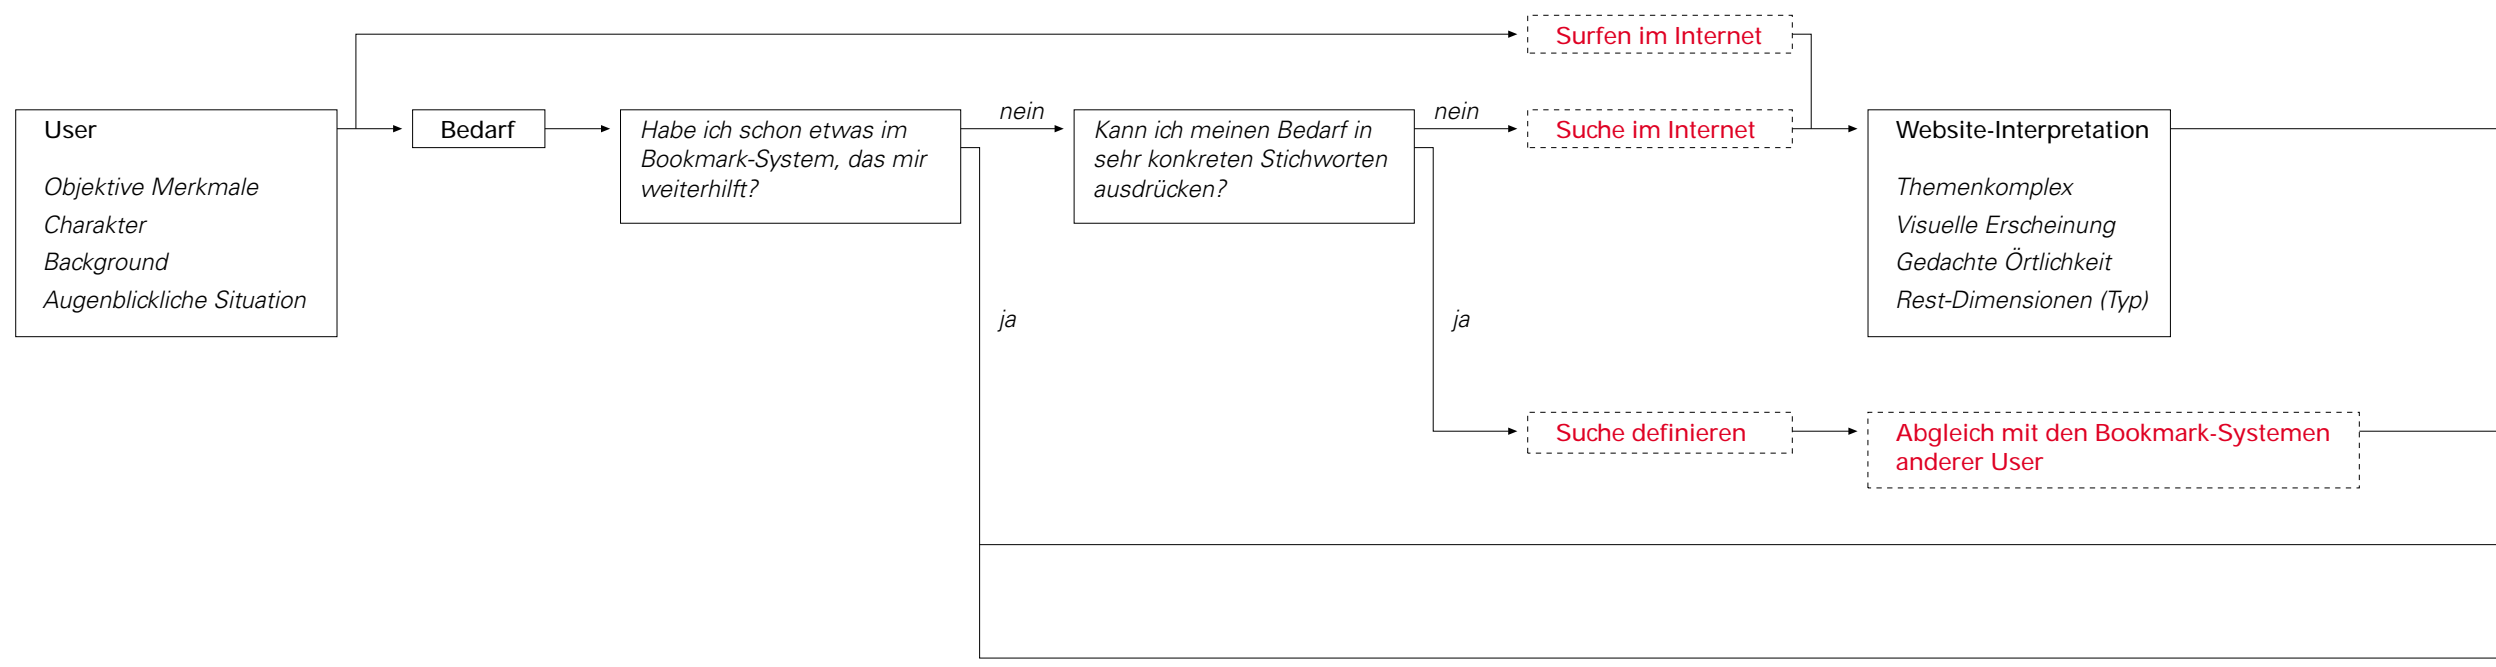 Surfen im Internet
User
Objektive Merkmale
Charakter
Background
Augenblickliche Situation
Bedarf
Habe ich schon etwas im
Bookmark-System, das mir
weiterhilft?
nein
ja
Kann ich meinen Bedarf in
sehr konkreten Stichworten
ausdrücken?
nein
ja
Suche im Internet
Website-Interpretation
Themenkomplex
Visuelle Erscheinung
Gedachte Örtlichkeit
Rest-Dimensionen (Typ)
Suche definieren
Abgleich mit den Bookmark-Systemen
anderer User